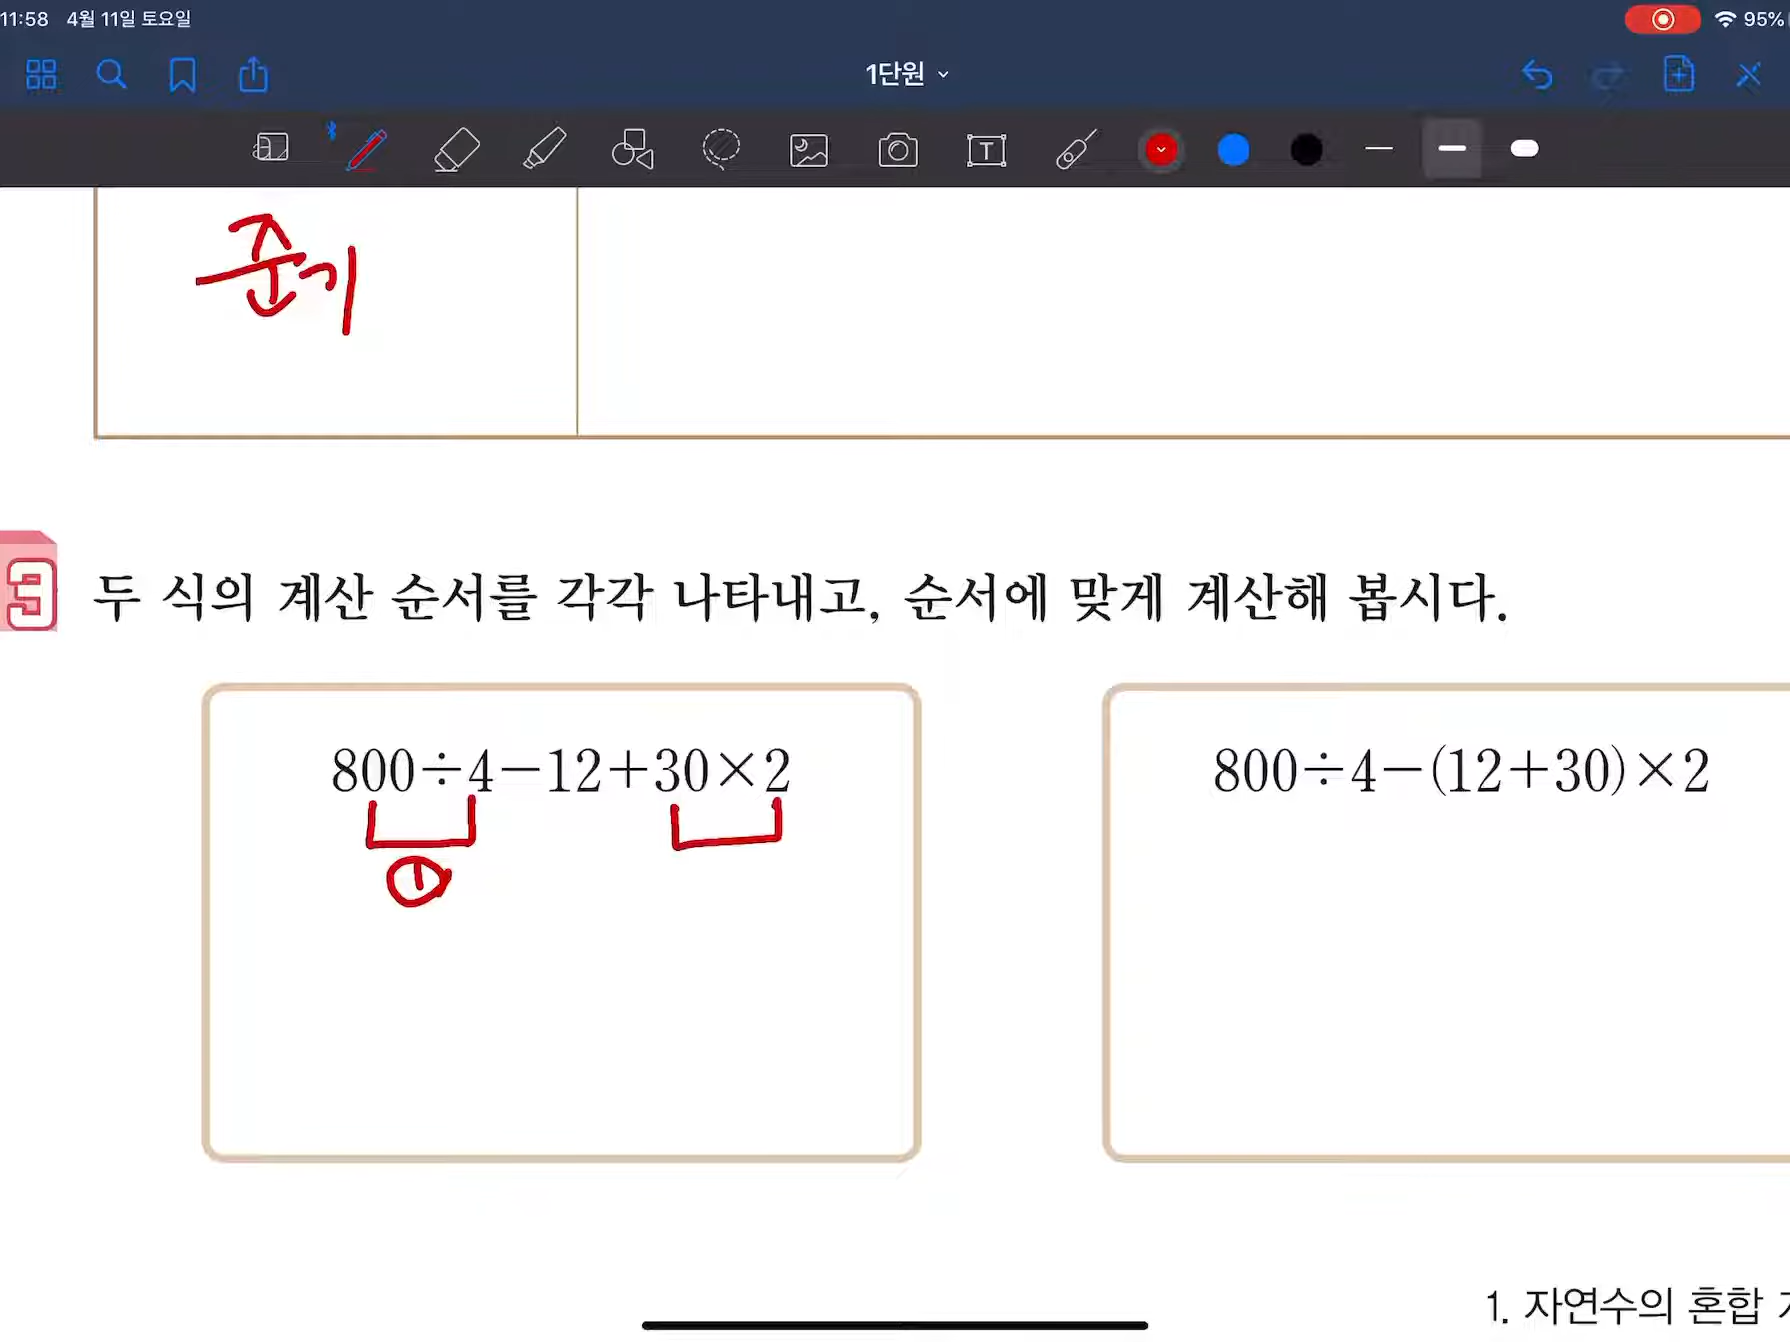 11:58 4월 11일 토요일
95%
1단원
준기
3 두 식의 계산 순서를 각각 나타내고, 순서에 맞게 계산해 봅시다.
800÷4−12+30×2
800÷4−(12+30)×2
①
1. 자연수의 혼합